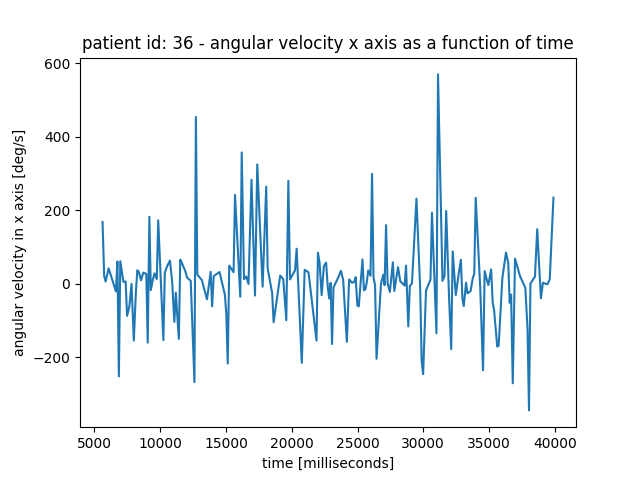 patient id: 36 - angular velocity x axis as a function of time
600
400
200
0
−200
angular velocity in x axis [deg/s]
5000 10000 15000 20000 25000 30000 35000 40000
time [milliseconds]